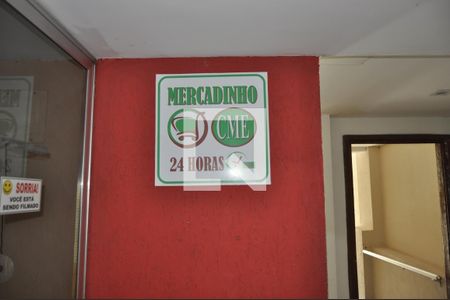 MERCADINHO
CME
24 HORAS
SORRIA!
VOCÊ ESTÁ
SENDO FILMADO